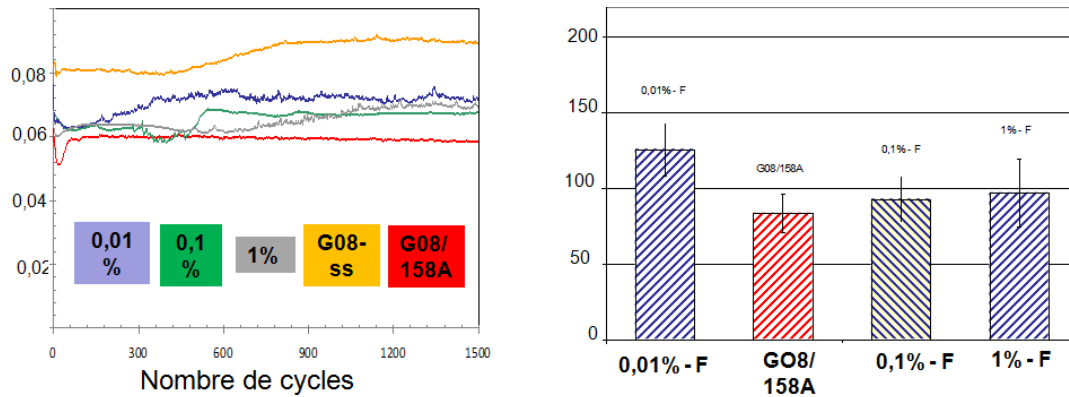 0,08
0,06
0,04
0,02
0,01
%
0,1
%
1%
G08-
ss
G08/
158A
0
300
600
900
1200
1500
Nombre de cycles
200
150
100
50
0
0,01% - F
G08/158A
0,1% - F
1% - F
0,01% - F
GO8/
158A
0,1% - F
1% - F